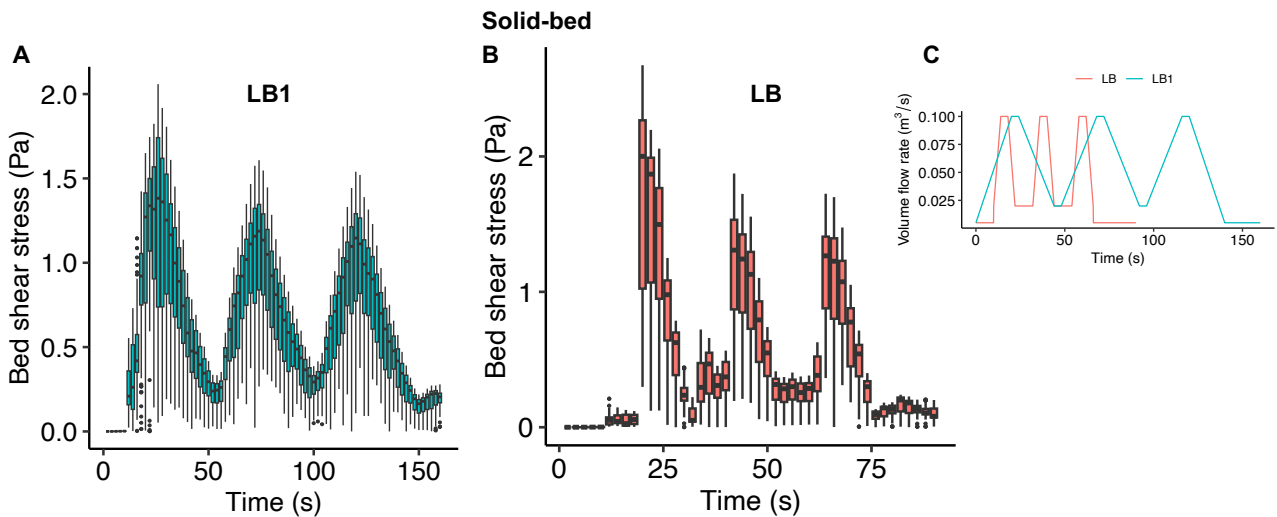 Solid-bed
A
LB1
2.0
1.5
1.0
0.5
0.0
Bed shear stress (Pa)
0 50 100 150
Time (s)
B
LB
2
1
0
Bed shear stress (Pa)
25 50 75
Time (s)
C
LB LB1
0.100
0.075
0.050
0.025
Volume flow rate (m³/s)
0 50 100 150
Time (s)